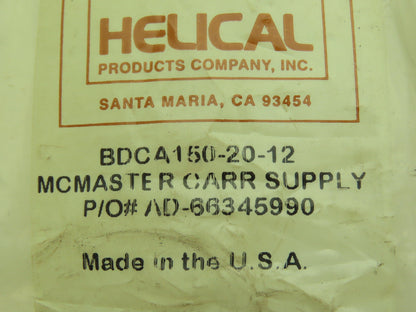 HELICAL
PRODUCTS COMPANY, INC.
SANTA MARIA, CA 93454
BDCA150-20-12
MCMASTER CARR SUPPLY
P/O# AD-66345990
Made in the U.S.A.